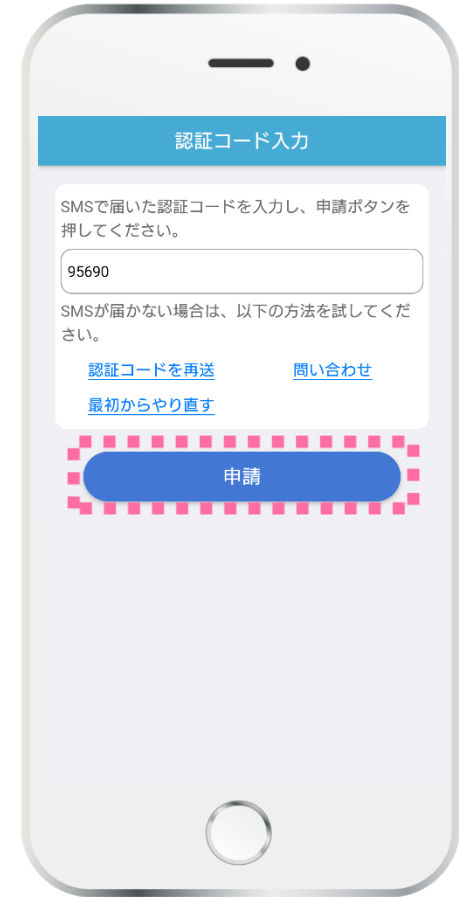 認証コード入力
SMSで届いた認証コードを入力し、申請ボタンを
押してください。
95690
SMSが届かない場合は、以下の方法を試してくだ
さい。
認証コードを再送 問い合わせ
最初からやり直す
申請